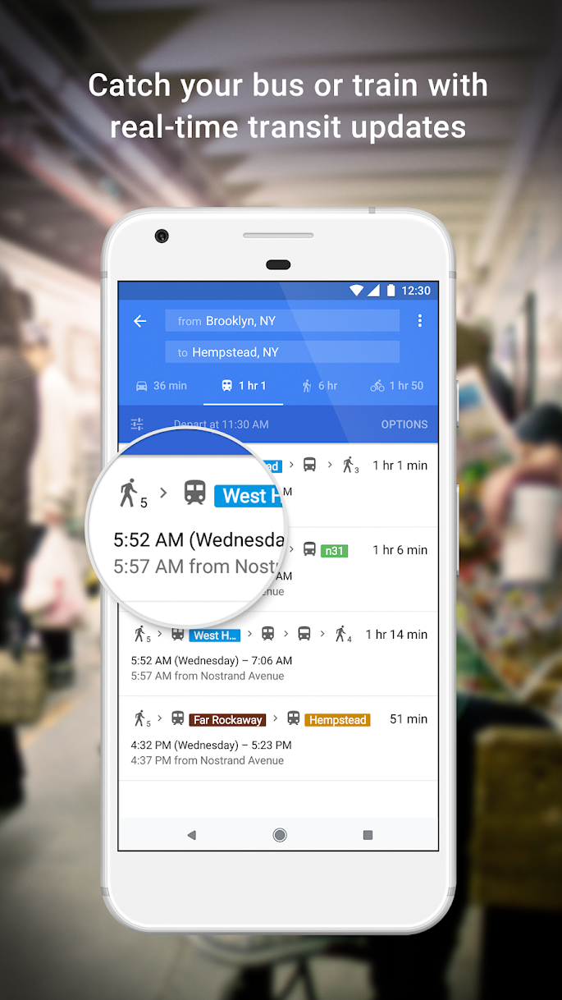 Catch your bus or train with
real-time transit updates
12:30
from Brooklyn, NY
to Hempstead, NY
36 min
1 hr 1
6 hr
1 hr 50
Depart at 11:30 AM
OPTIONS
3
1 hr 1 min
5
West H
5:52 AM (Wednesda
5:57 AM from Nost
n31
1 hr 6 min
AM
enue
5
West H...
4
1 hr 14 min
5:52 AM (Wednesday) – 7:06 AM
5:57 AM from Nostrand Avenue
5
Far Rockaway
Hempstead
51 min
4:32 PM (Wednesday) – 5:23 PM
4:37 PM from Nostrand Avenue